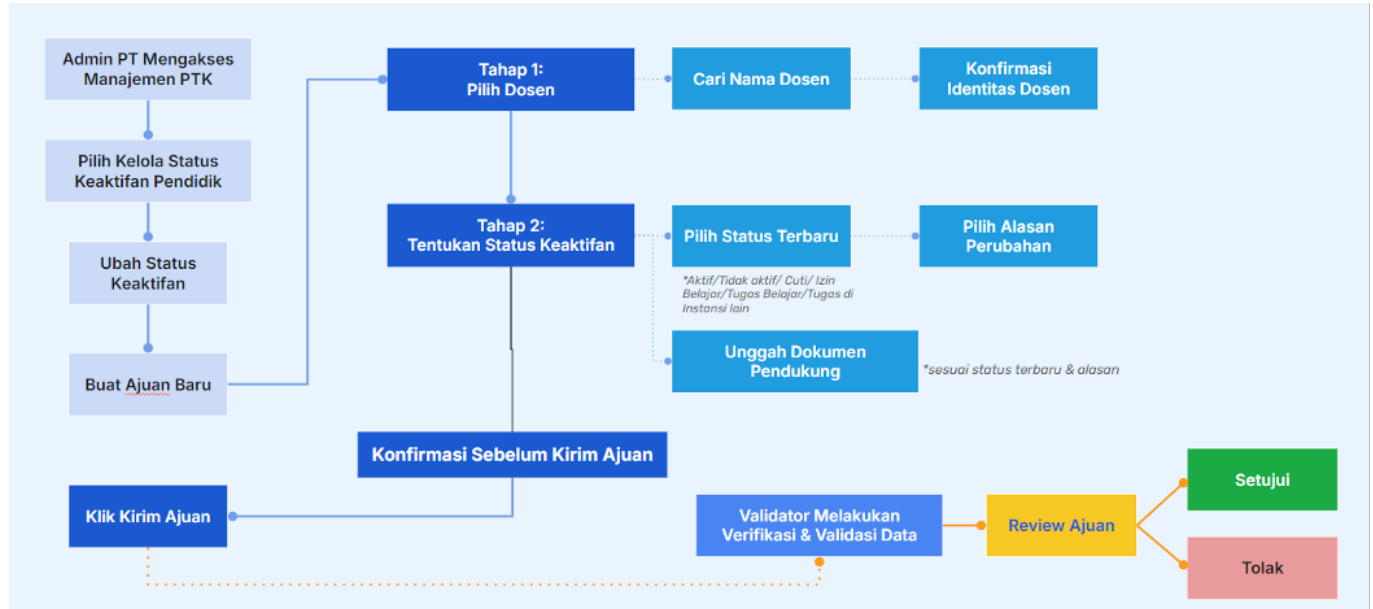 Admin PT Mengakses
Manajemen PTK
Pilih Kelola Status
Keaktifan Pendidik
Ubah Status
Keaktifan
Buat Ajuan Baru
Tahap 1:
Pilih Dosen
Cari Nama Dosen
Konfirmasi
Identitas Dosen
Tahap 2:
Tentukan Status Keaktifan
Pilih Status Terbaru
*Aktif/Tidak aktif/ Cuti/ Izin
Belajar/Tugas Belajar/Tugas di
Instansi lain
Pilih Alasan
Perubahan
Unggah Dokumen
Pendukung
*sesuai status terbaru & alasan
Konfirmasi Sebelum Kirim Ajuan
Klik Kirim Ajuan
Validator Melakukan
Verifikasi & Validasi Data
Review Ajuan
Setujui
Tolak